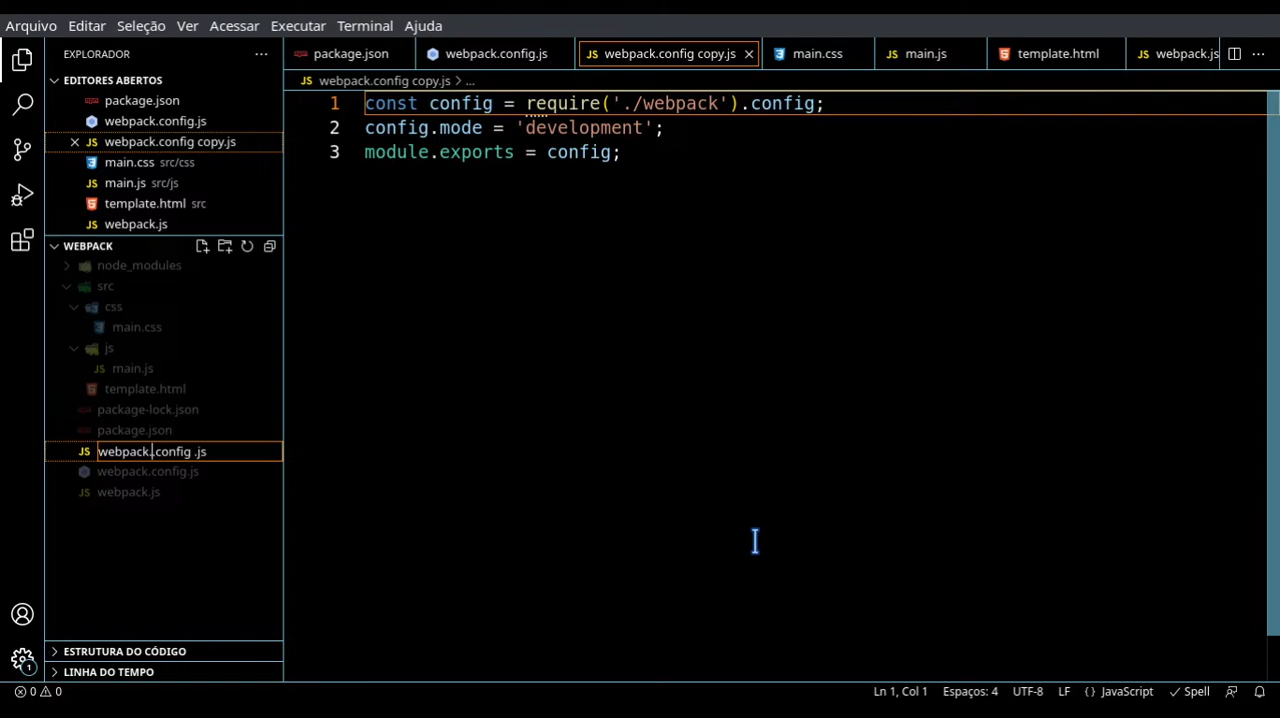 Arquivo Editar Seleção Ver Acessar Executar Terminal Ajuda
EXPLORADOR
package.json webpack.config.js webpack.config copy.js main.css main.js template.html webpack.js
EDITORES ABERTOS
webpack.config copy.js > ...
package.json
webpack.config.js
webpack.config copy.js
main.css src/css
main.js src/js
template.html src
webpack.js
WEBPACK
node_modules
src
css
main.css
js
main.js
template.html
package-lock.json
package.json
webpack..config .js
webpack.config.js
webpack.js
1 const config = require('./webpack').config;
2 config.mode = 'development';
3 module.exports = config;
ESTRUTURA DO CÓDIGO
LINHA DO TEMPO
1
0 0 Ln 1, Col 1 Espaços: 4 UTF-8 LF { } JavaScript Spell